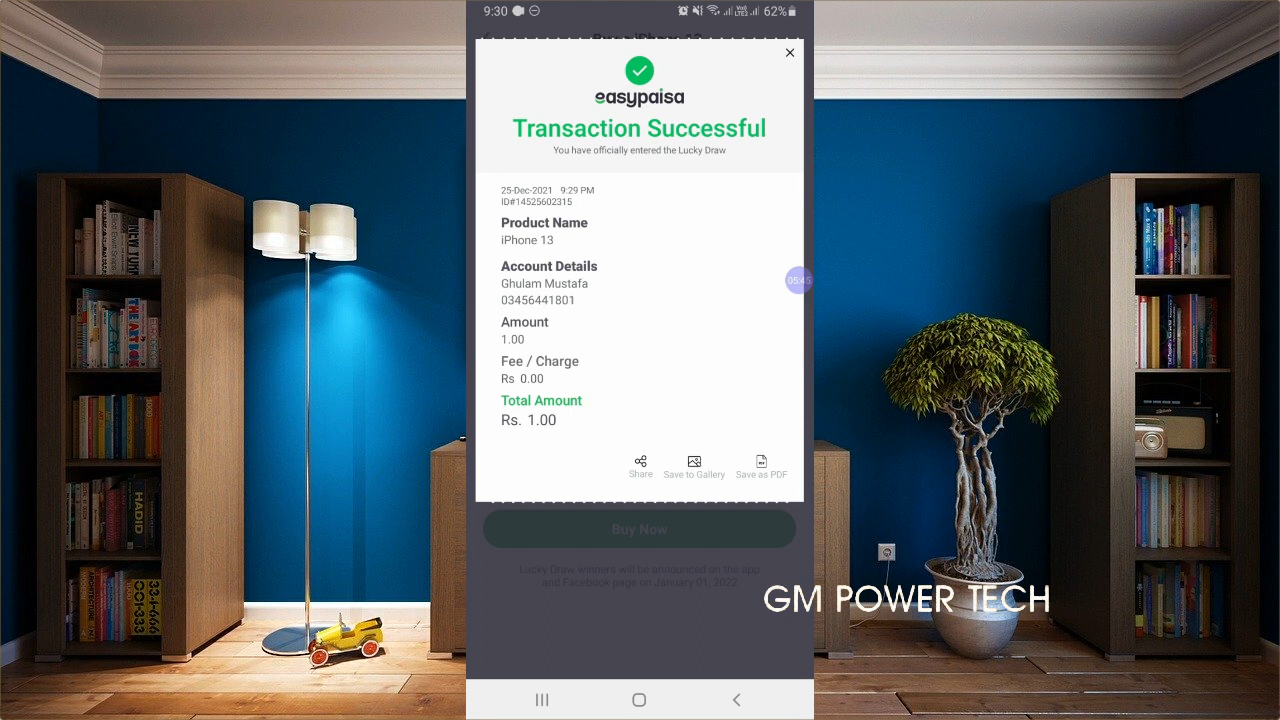 9:30
62%
easypaisa
Transaction Successful
You have officially entered the Lucky Draw
25-Dec-2021 9:29 PM
ID#14525602315
Product Name
iPhone 13
Account Details
Ghulam Mustafa
03456441801
05:45
Amount
1.00
Fee / Charge
Rs 0.00
Total Amount
Rs. 1.00
Share
Save to Gallery
Save as PDF
Buy Now
Lucky Draw winners will be announced on the app
and Facebook page on January 01, 2022
GM POWER TECH
HADID